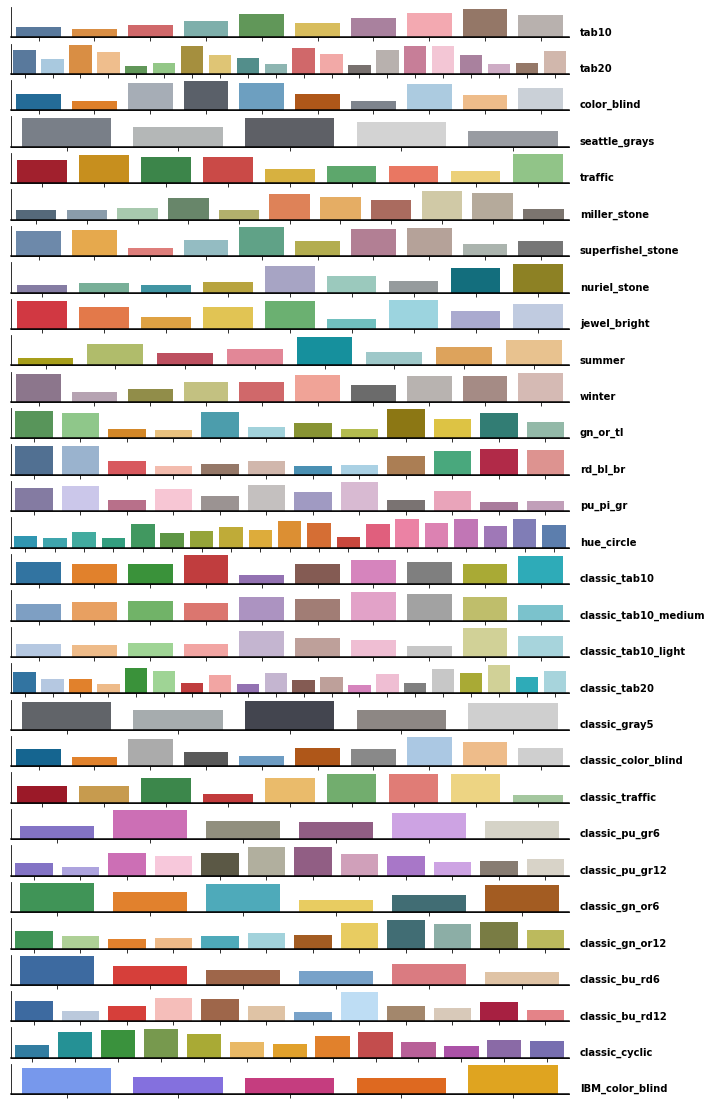 tab10
tab20
color_blind
seattle_grays
traffic
miller_stone
superfishel_stone
nuriel_stone
jewel_bright
summer
winter
gn_or_tl
rd_bl_br
pu_pi_gr
hue_circle
classic_tab10
classic_tab10_medium
classic_tab10_light
classic_tab20
classic_gray5
classic_color_blind
classic_traffic
classic_pu_gr6
classic_pu_gr12
classic_gn_or6
classic_gn_or12
classic_bu_rd6
classic_bu_rd12
classic_cyclic
IBM_color_blind